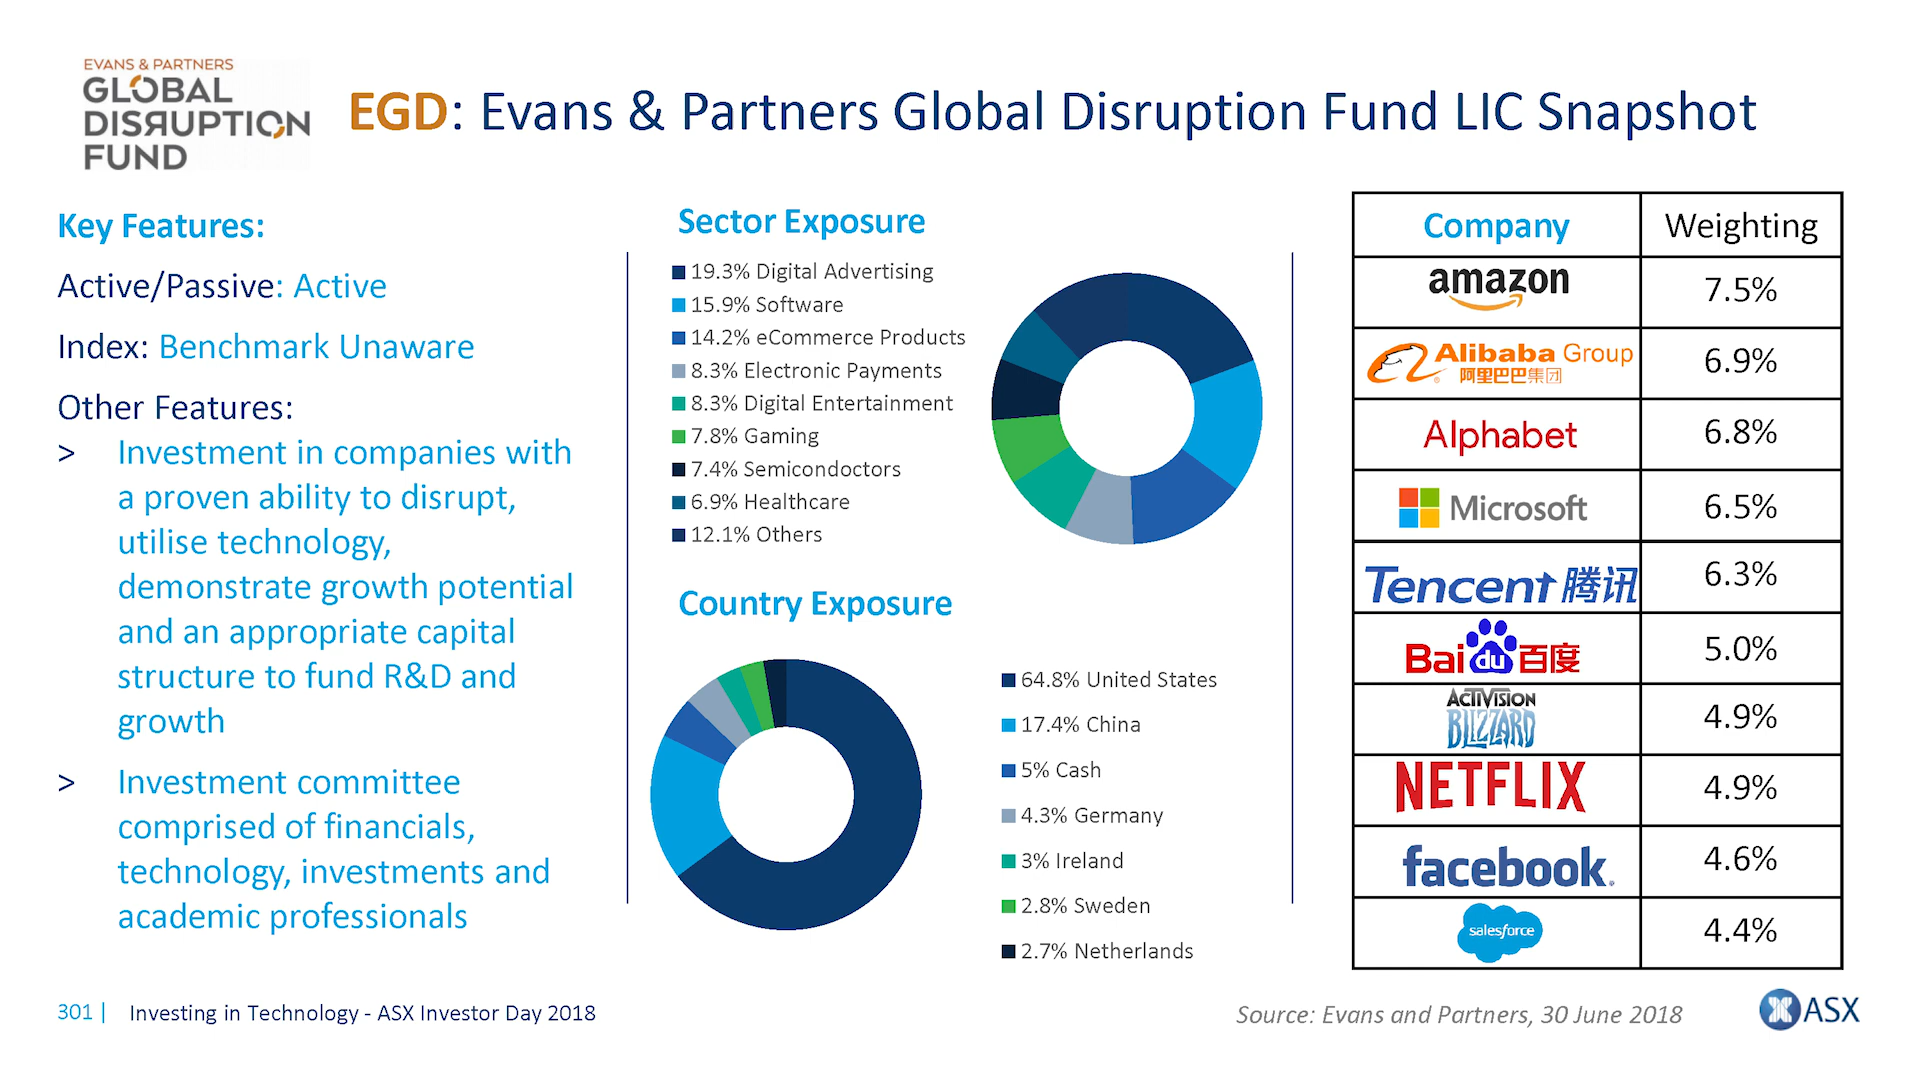 EVANS & PARTNERS
GLOBAL
DISRUPTION
FUND
EGD: Evans & Partners Global Disruption Fund LIC Snapshot
Key Features:
Active/Passive: Active
Index: Benchmark Unaware
Other Features:
> Investment in companies with
a proven ability to disrupt,
utilise technology,
demonstrate growth potential
and an appropriate capital
structure to fund R&D and
growth
> Investment committee
comprised of financials,
technology, investments and
academic professionals
Sector Exposure
19.3% Digital Advertising
15.9% Software
14.2% eCommerce Products
8.3% Electronic Payments
8.3% Digital Entertainment
7.8% Gaming
7.4% Semicondoctors
6.9% Healthcare
12.1% Others
Country Exposure
64.8% United States
17.4% China
5% Cash
4.3% Germany
3% Ireland
2.8% Sweden
2.7% Netherlands
Company Weighting
amazon 7.5%
Alibaba Group 6.9%
阿里巴巴集团
Alphabet 6.8%
Microsoft 6.5%
Tencent 腾讯 6.3%
Baidu百度 5.0%
ACTIVISION 4.9%
BLIZZARD
NETFLIX 4.9%
facebook® 4.6%
salesforce 4.4%
301 | Investing in Technology - ASX Investor Day 2018
Source: Evans and Partners, 30 June 2018
ASX